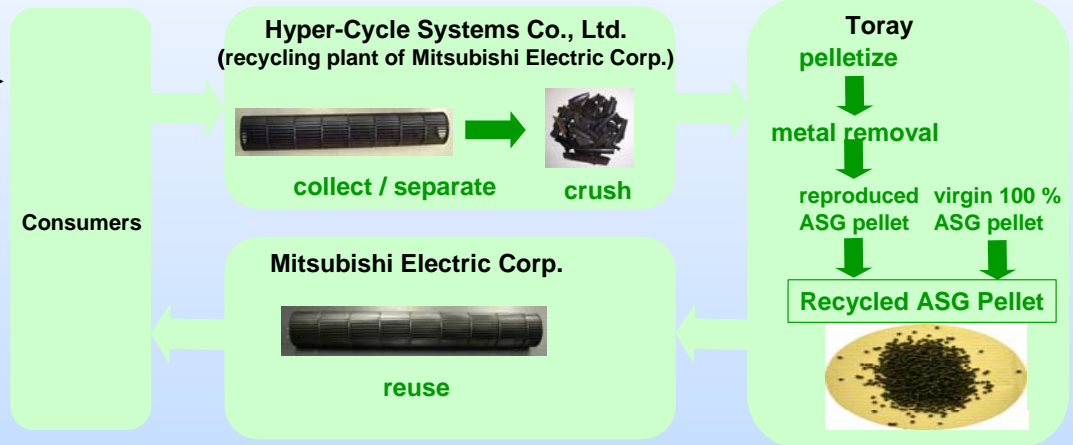 Consumers
Hyper-Cycle Systems Co., Ltd.
(recycling plant of Mitsubishi Electric Corp.)
collect / separate
crush
Toray
pelletize
metal removal
reproduced
ASG pellet
virgin 100 %
ASG pellet
Recycled ASG Pellet
Mitsubishi Electric Corp.
reuse